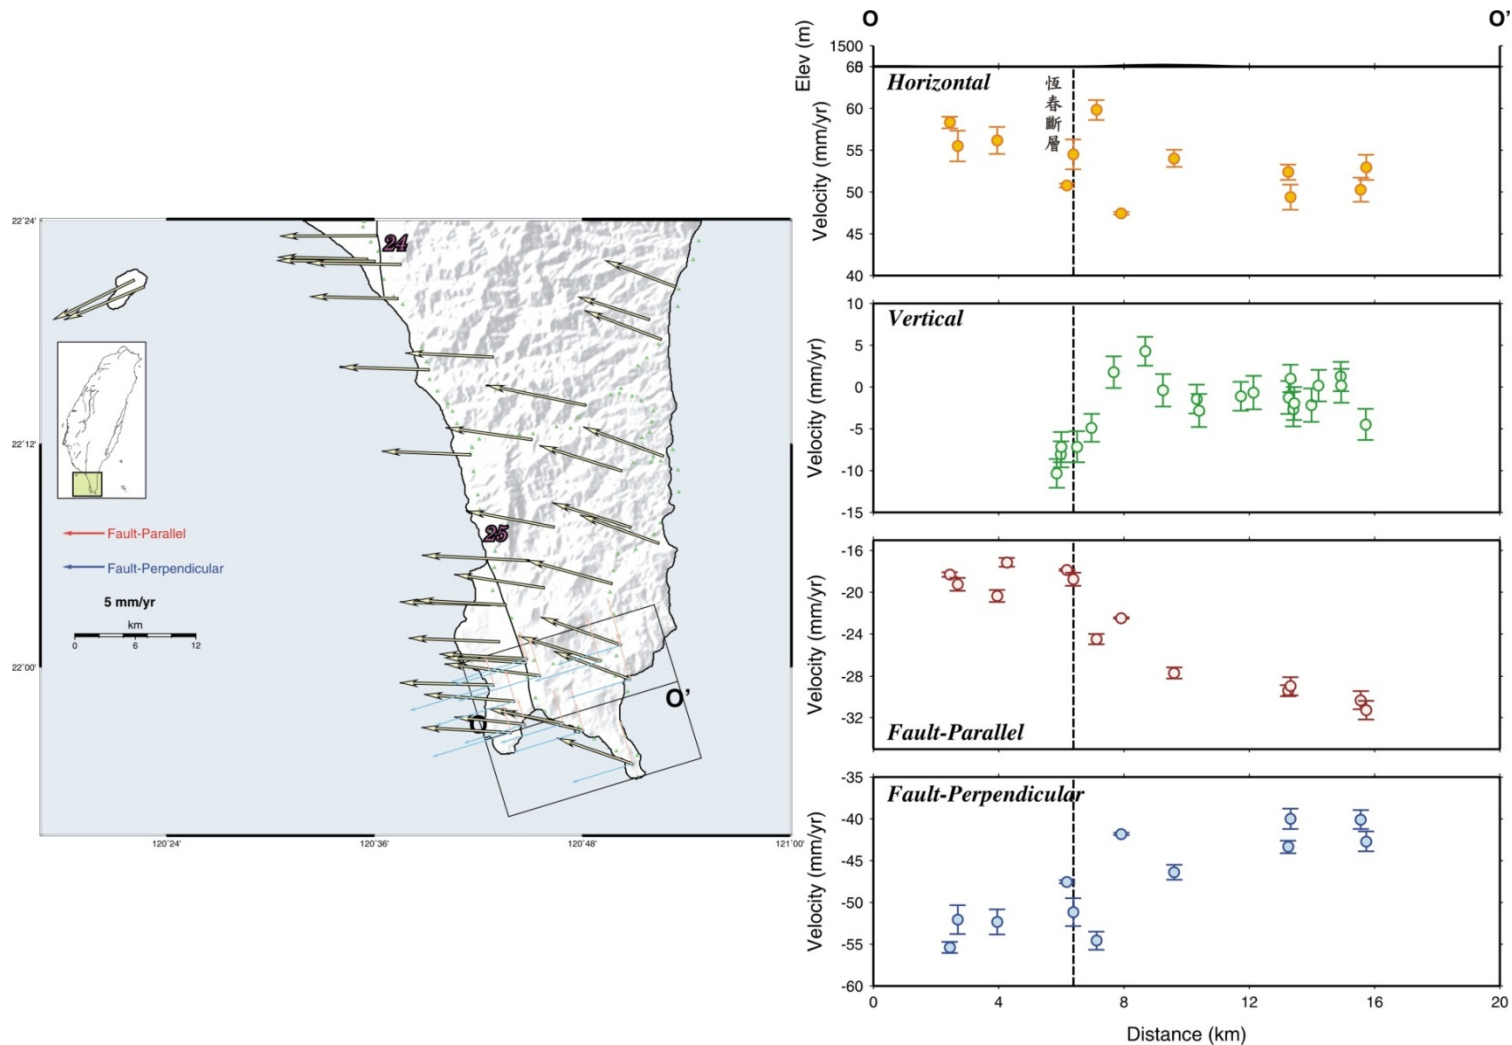 22˚24'
22˚12'
22˚00'
120˚24'
120˚36'
120˚48'
121˚00'
24
25
Fault-Parallel
Fault-Perpendicular
5 mm/yr
km
0 6 12
O
O'
O
O'
Elev (m)
1500
0
Horizontal
恆春斷層
Velocity (mm/yr)
65
60
55
50
45
40
Vertical
Velocity (mm/yr)
10
5
0
-5
-10
-15
Fault-Parallel
Velocity (mm/yr)
-16
-20
-24
-28
-32
Fault-Perpendicular
Velocity (mm/yr)
-35
-40
-45
-50
-55
-60
0 4 8 12 16 20
Distance (km)